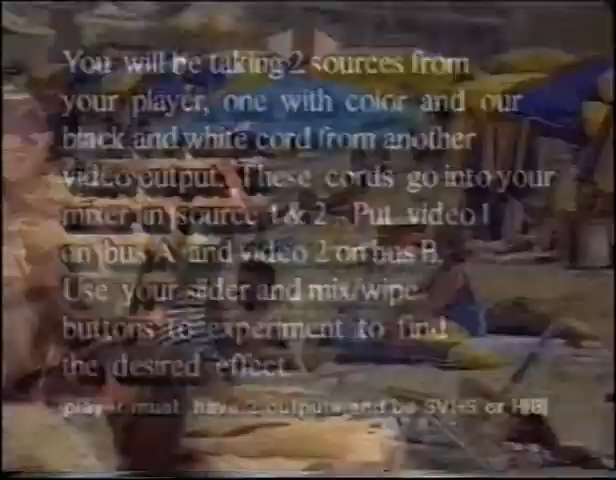 You will be taking 2 sources from
your player, one with color and our
black and white cord from another
video output. These cords go into your
mixer in source 1 & 2. Put video 1
on bus A and video 2 on bus B.
Use your slider and mix/wipe
buttons to experiment to find
the desired effect.
player must have 2 outputs and be SVHS or HI8